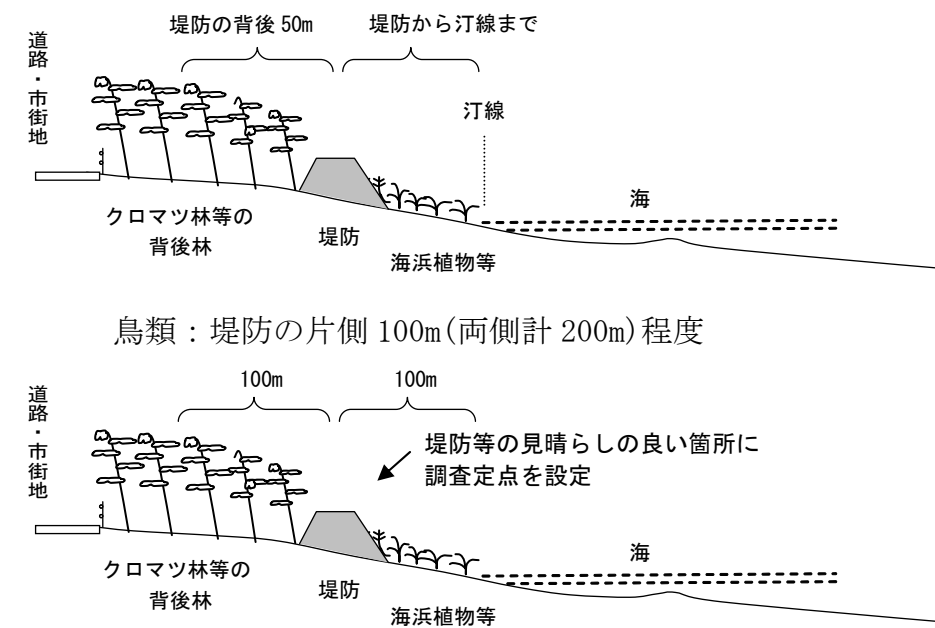 堤防の背後 50m
堤防から汀線まで
道路・市街地
汀線
海
クロマツ林等の
背後林
堤防
海浜植物等
鳥類：堤防の片側 100m(両側計 200m)程度
100m
100m
道路・市街地
堤防等の見晴らしの良い箇所に
調査定点を設定
海
クロマツ林等の
背後林
堤防
海浜植物等